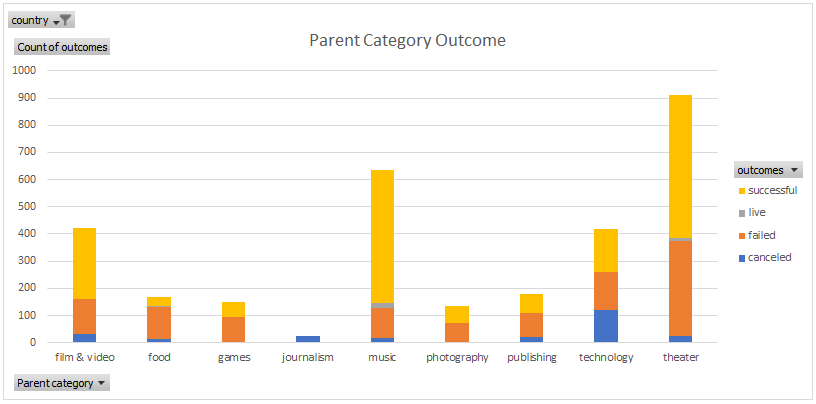 country
Count of outcomes
Parent Category Outcome
1000
900
800
700
600
500
400
300
200
100
0
film & video food games journalism music photography publishing technology theater
outcomes
successful
live
failed
canceled
Parent category